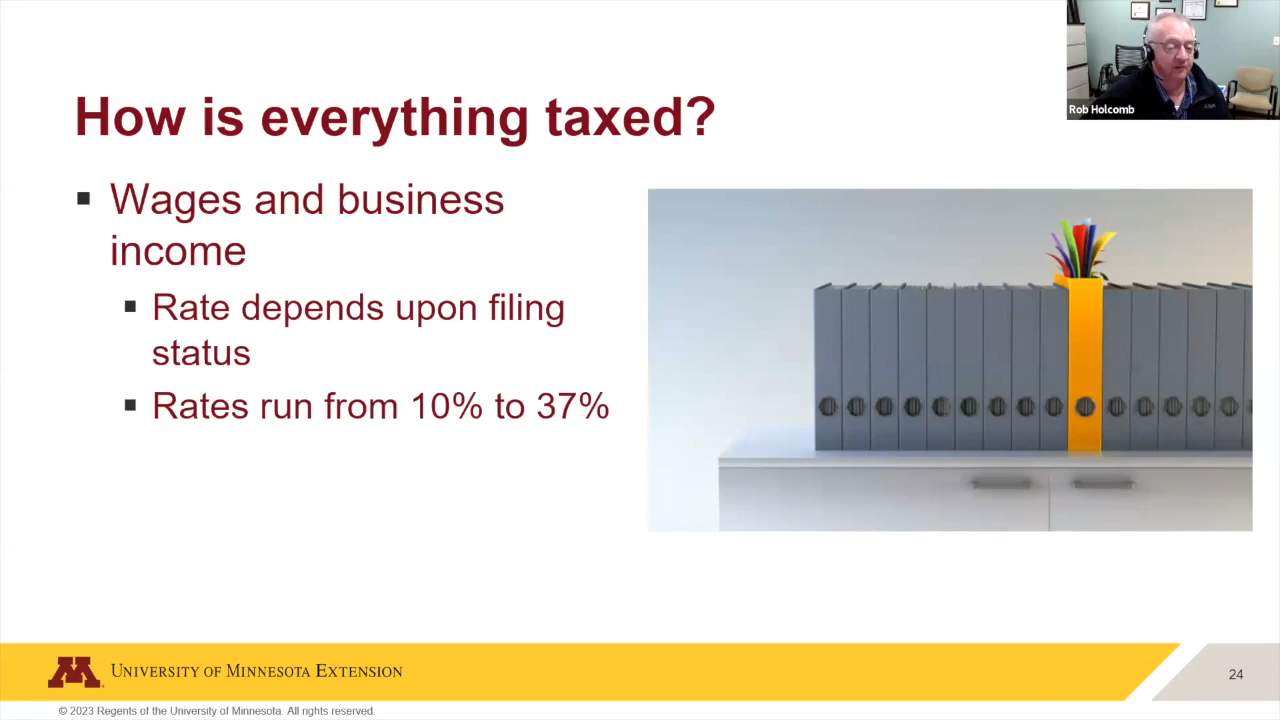 Rob Holcomb
How is everything taxed?
▪ Wages and business
income
▪ Rate depends upon filing
status
▪ Rates run from 10% to 37%
M
UNIVERSITY OF MINNESOTA EXTENSION
24
© 2023 Regents of the University of Minnesota. All rights reserved.